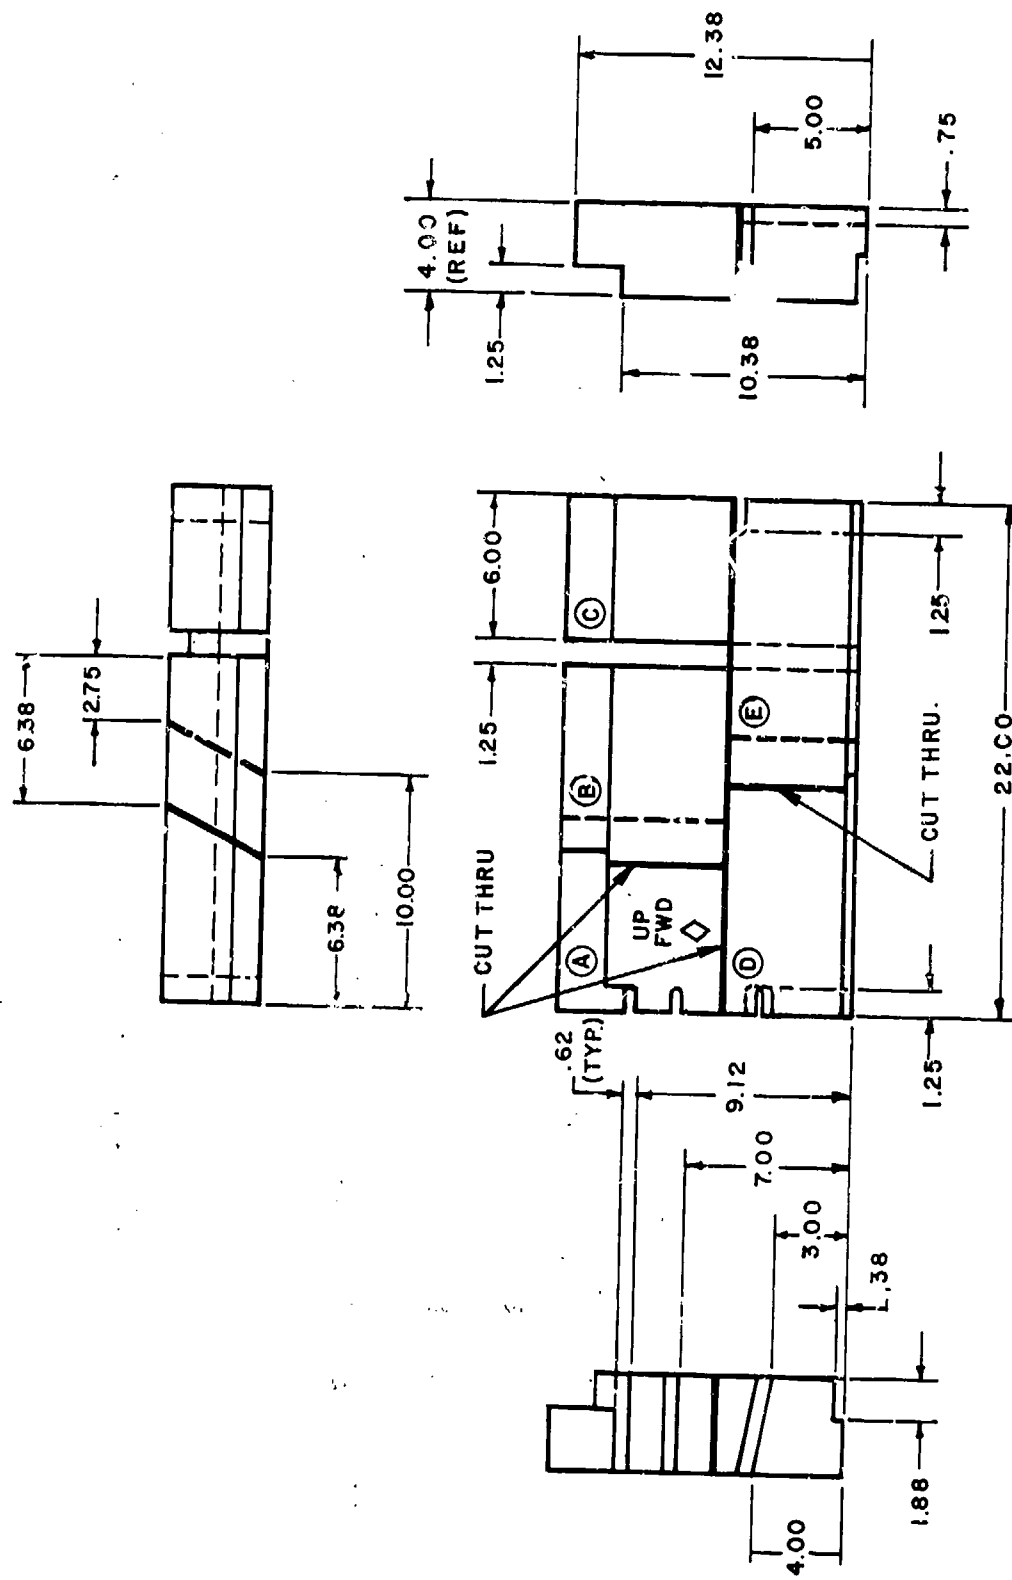 12.38
5.00
.75
4.00
(REF)
1.25
10.38
6.38
2.75
6.38
10.00
6.00
1.25
C
B
E
A
D
UP
FWD
CUT THRU
CUT THRU.
1.25
22.00
1.25
.62
(TYP.)
9.12
7.00
3.00
.38
1.88
4.00